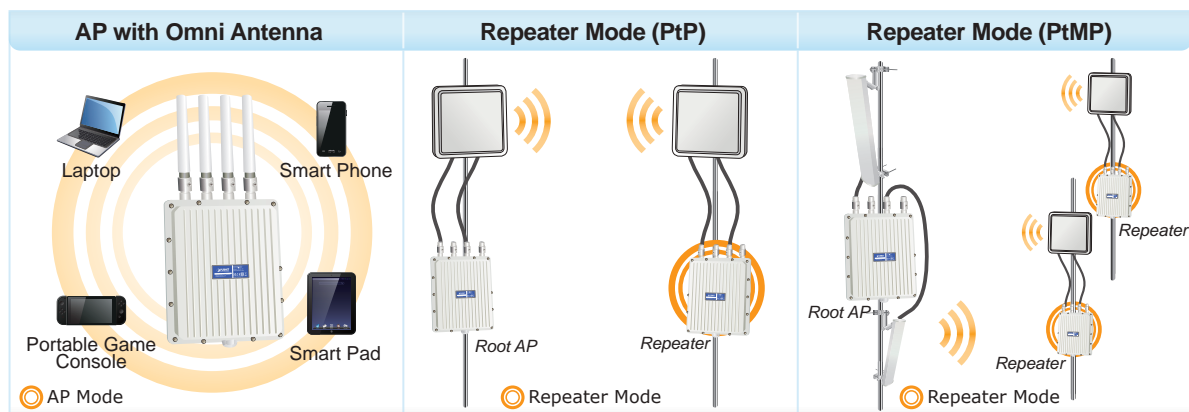 AP with Omni Antenna
Laptop
Smart Phone
Portable Game
Console
Smart Pad
AP Mode
Repeater Mode (PtP)
Root AP
Repeater
Repeater Mode
Repeater Mode (PtMP)
Repeater
Root AP
Repeater
Repeater Mode